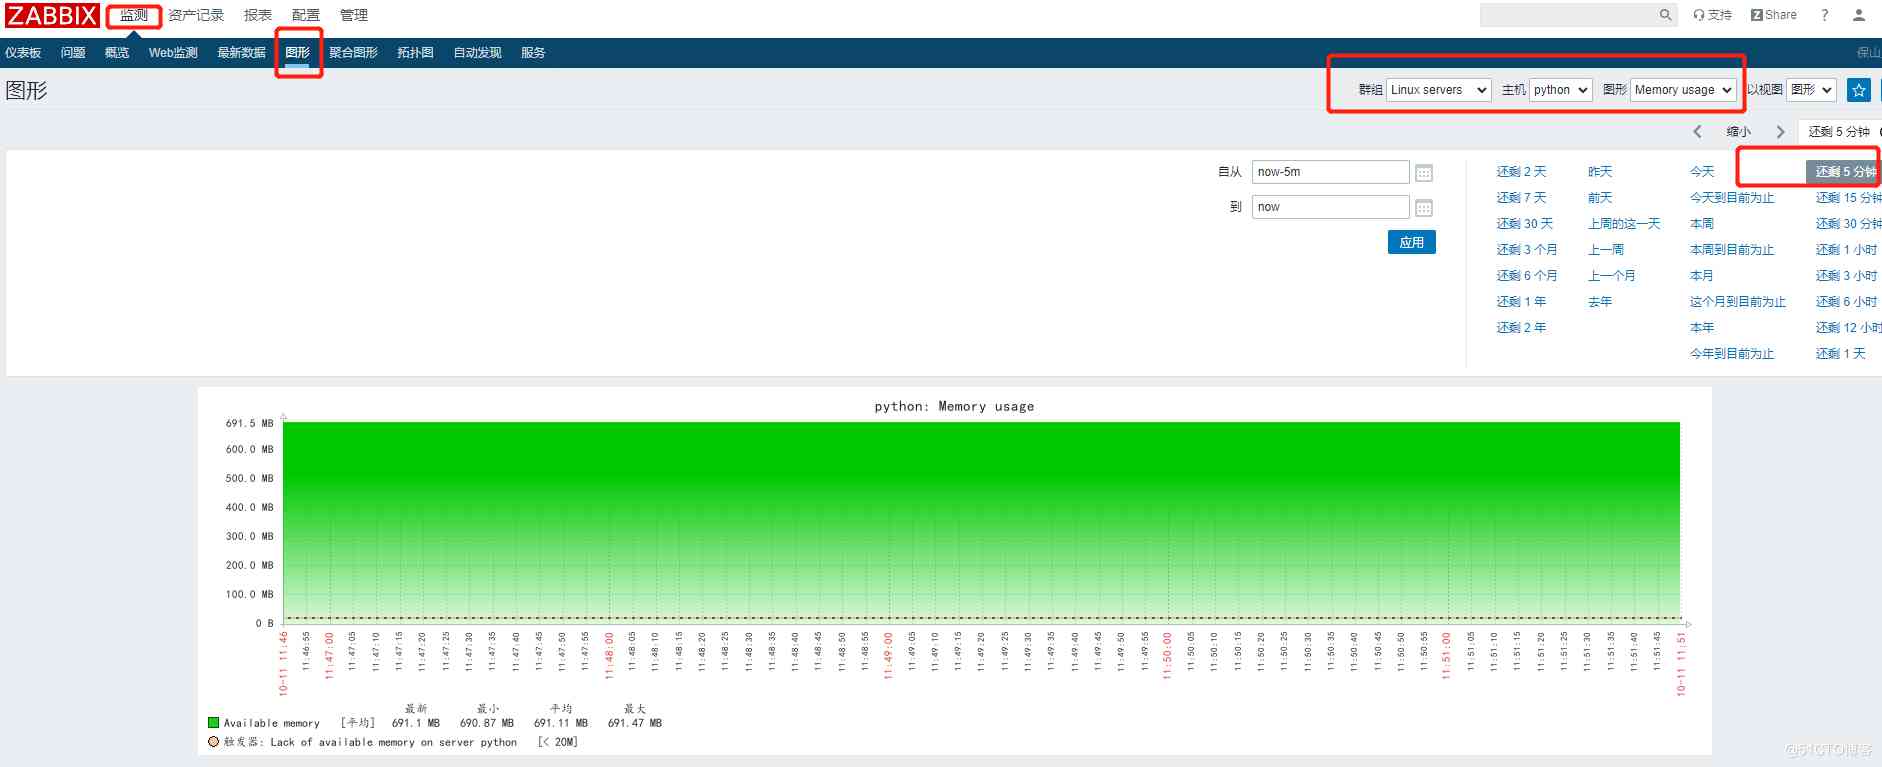 ZABBIX 监测 资产记录 报表 配置 管理 支持 Z Share ?
仪表板 问题 概览 Web监测 最新数据 图形 聚合图形 拓扑图 自动发现 服务 保山
图形 群组 Linux servers 主机 python 图形 Memory usage 以视图 图形
缩小 还剩 5 分钟
自从 now-5m
到 now
应用
还剩 2 天 昨天 今天 还剩 5 分钟
还剩 7 天 前天 今天到目前为止 还剩 15 分钟
还剩 30 天 上周的这一天 本周 还剩 30 分钟
还剩 3 个月 上一周 本周到目前为止 还剩 1 小时
还剩 6 个月 上一个月 本月 还剩 3 小时
还剩 1 年 去年 这个月到目前为止 还剩 6 小时
还剩 2 年 本年 还剩 12 小时
今年到目前为止 还剩 1 天
python: Memory usage
691.5 MB
600.0 MB
500.0 MB
400.0 MB
300.0 MB
200.0 MB
100.0 MB
0 B
10-11 11:46 11:46:55 11:47:00 11:47:05 11:47:10 11:47:15 11:47:20 11:47:25 11:47:30 11:47:35 11:47:40 11:47:45 11:47:50 11:47:55 11:48:00 11:48:05 11:48:10 11:48:15 11:48:20 11:48:25 11:48:30 11:48:35 11:48:40 11:48:45 11:48:50 11:48:55 11:49:00 11:49:05 11:49:10 11:49:15 11:49:20 11:49:25 11:49:30 11:49:35 11:49:40 11:49:45 11:49:50 11:49:55 11:50:00 11:50:05 11:50:10 11:50:15 11:50:20 11:50:25 11:50:30 11:50:35 11:50:40 11:50:45 11:50:50 11:50:55 11:51:00 11:51:05 11:51:10 11:51:15 11:51:20 11:51:25 11:51:30 11:51:35 11:51:40 11:51:45 10-11 11:51
最新 最小 平均 最大
Available memory [平均] 691.1 MB 690.87 MB 691.11 MB 691.47 MB
触发器: Lack of available memory on server python [< 20M]
@51CTO博客